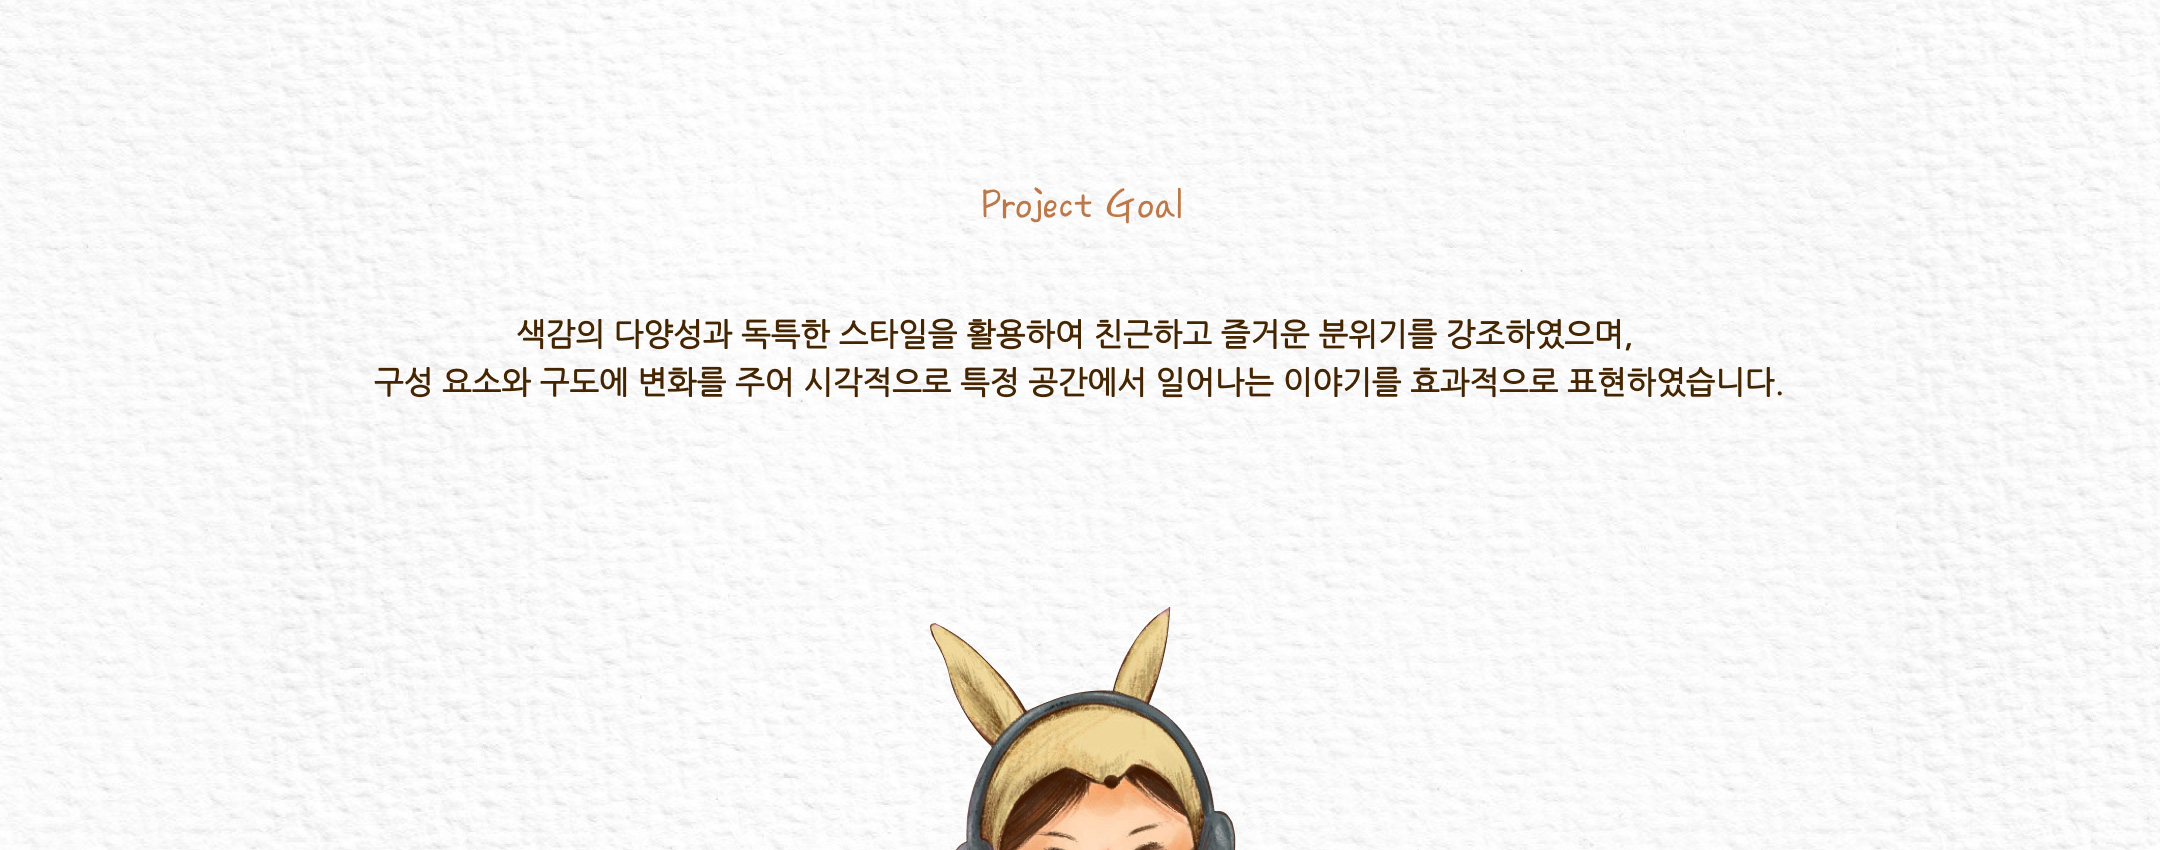 Project Goal
색감의 다양성과 독특한 스타일을 활용하여 친근하고 즐거운 분위기를 강조하였으며,
구성 요소와 구도에 변화를 주어 시각적으로 특정 공간에서 일어나는 이야기를 효과적으로 표현하였습니다.